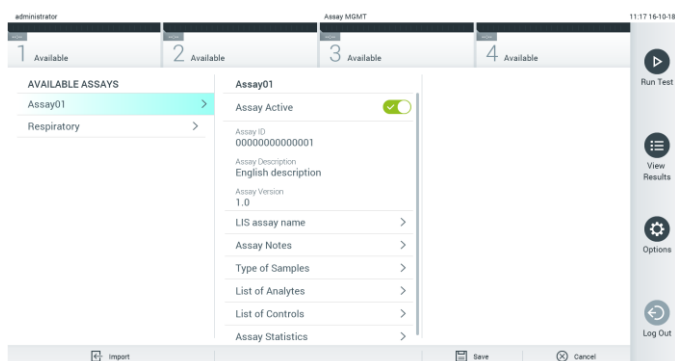 administrator Assay MGMT 11:17 16-10-18
--:-- --:-- --:-- --:--
1 Available 2 Available 3 Available 4 Available
Run Test
AVAILABLE ASSAYS
Assay01
Respiratory
Assay01
Assay Active
Assay ID
00000000000001
Assay Description
English description
Assay Version
1.0
LIS assay name
Assay Notes
Type of Samples
List of Analytes
List of Controls
Assay Statistics
View
Results
Options
Log Out
Import Save Cancel